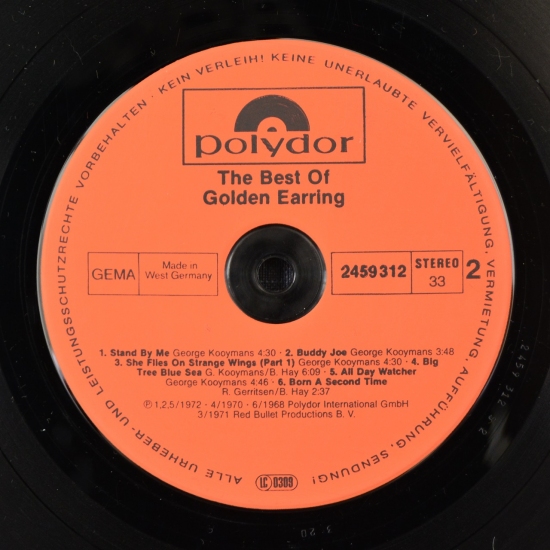 ALLE URHEBER- UND LEISTUNGSSCHUTZRECHTE VORBEHALTEN · KEIN VERLEIH! KEINE UNERLAUBTE VERVIELFÄLTIGUNG, VERMIETUNG, AUFFÜHRUNG, SENDUNG!
polydor
The Best Of
Golden Earring
GEMA
Made in
West Germany
2459 312
STEREO
33
2
1. Stand By Me George Kooymans 4:30 · 2. Buddy Joe George Kooymans 3:48
3. She Flies On Strange Wings (Part 1) George Kooymans 4:30 · 4. Big
Tree Blue Sea G. Kooymans/B. Hay 6:09 · 5. All Day Watcher
George Kooymans 4:46 · 6. Born A Second Time
R. Gerritsen/B. Hay 2:37
Ⓟ 1,2,5/1972 · 4/1970 · 6/1968 Polydor International GmbH
3/1971 Red Bullet Productions B. V.
LC 0309
2459 312